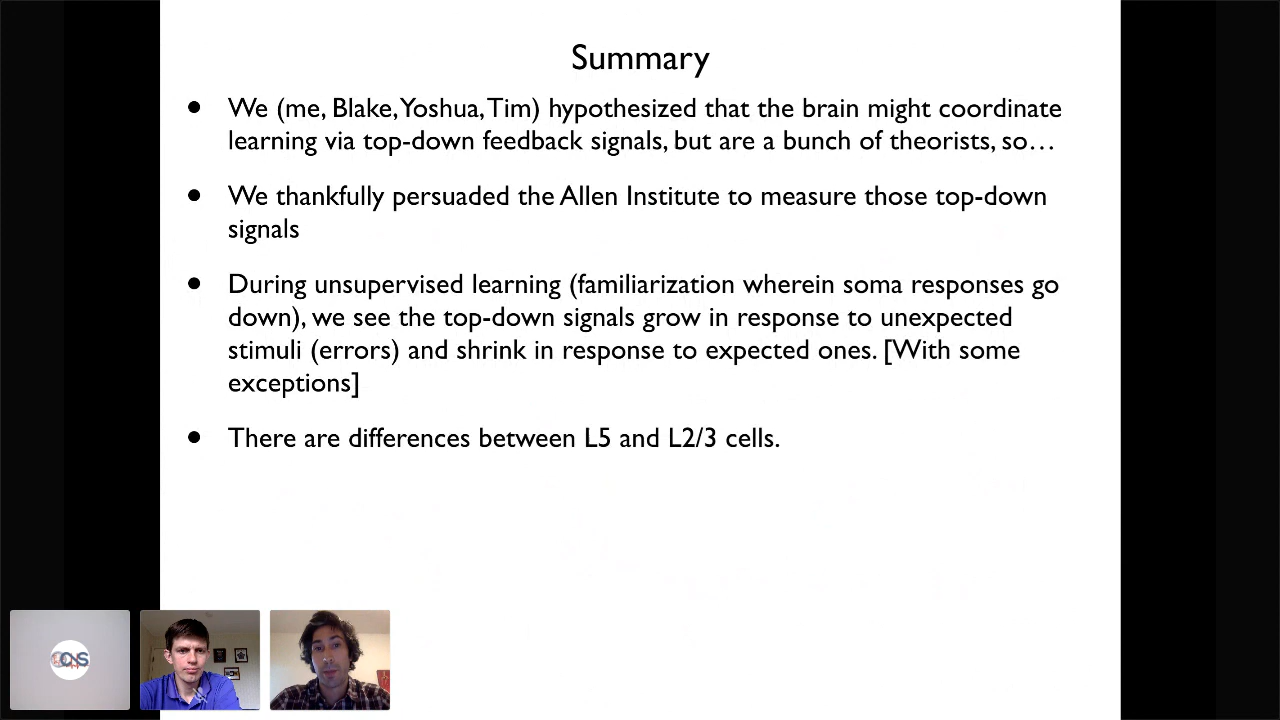 Summary
We (me, Blake, Yoshua, Tim) hypothesized that the brain might coordinate
learning via top-down feedback signals, but are a bunch of theorists, so…
We thankfully persuaded the Allen Institute to measure those top-down
signals
During unsupervised learning (familiarization wherein soma responses go
down), we see the top-down signals grow in response to unexpected
stimuli (errors) and shrink in response to expected ones. [With some
exceptions]
There are differences between L5 and L2/3 cells.